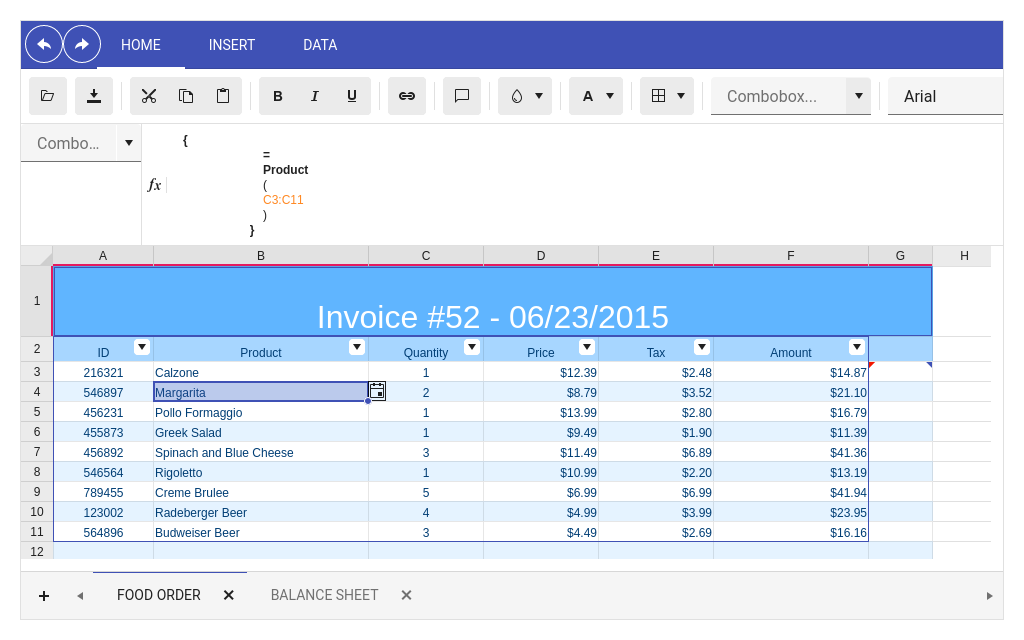 HOME INSERT DATA
B I U A Combobox... Arial
Combo...
fx
{
=
Product
(
C3:C11
)
}
A B C D E F G H
1 Invoice #52 - 06/23/2015
2 ID Product Quantity Price Tax Amount
3 216321 Calzone 1 $12.39 $2.48 $14.87
4 546897 Margarita 2 $8.79 $3.52 $21.10
5 456231 Pollo Formaggio 1 $13.99 $2.80 $16.79
6 455873 Greek Salad 1 $9.49 $1.90 $11.39
7 456892 Spinach and Blue Cheese 3 $11.49 $6.89 $41.36
8 546564 Rigoletto 1 $10.99 $2.20 $13.19
9 789455 Creme Brulee 5 $6.99 $6.99 $41.94
10 123002 Radeberger Beer 4 $4.99 $3.99 $23.95
11 564896 Budweiser Beer 3 $4.49 $2.69 $16.16
12
FOOD ORDER BALANCE SHEET